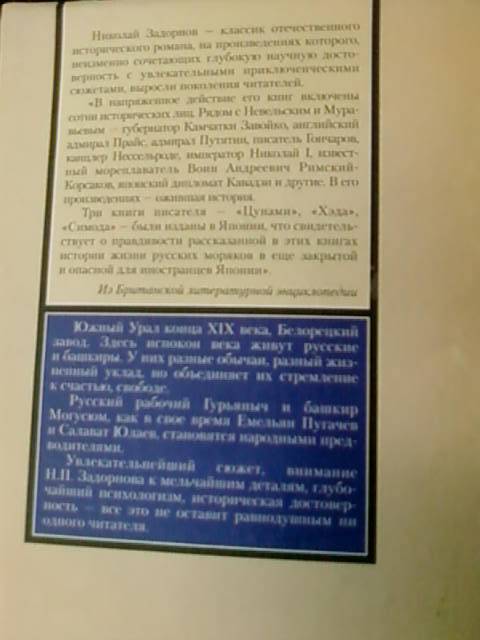 Николай Задорнов – классик отечественного
исторического романа, на произведениях которого,
неизменно сочетающих глубокую научную досто-
верность с увлекательными приключенческими
сюжетами, выросли поколения читателей.
«В напряженное действие его книг включены
сотни исторических лиц. Рядом с Невельским и Мура-
вьевым – губернатор Камчатки Завойко, английский
адмирал Прайс, адмирал Путятин, писатель Гончаров,
канцлер Нессельроде, император Николай I, извест-
ный мореплаватель Воин Андреевич Римский-
Корсаков, японский дипломат Кавадзи и другие. В его
произведениях – ожившая история.
Три книги писателя – «Цунами», «Хэда»,
«Симода» – были изданы в Японии, что свидетель-
ствует о правдивости рассказанной в этих книгах
истории жизни русских моряков в еще закрытой
и опасной для иностранцев Японии».
Из Британской литературной энциклопедии
Южный Урал конца XIX века, Белорецкий
завод. Здесь испокон века живут русские
и башкиры. У них разные обычаи, разный жиз-
ненный уклад, но объединяет их стремление
к счастью, свободе.
Русский рабочий Гурьяныч и башкир
Могусюм, как в свое время Емельян Пугачев
и Салават Юлаев, становятся народными пред-
водителями.
Увлекательнейший сюжет, внимание
Н.П. Задорнова к мельчайшим деталям, глубо-
чайший психологизм, историческая достовер-
ность – все это не оставит равнодушным ни
одного читателя.